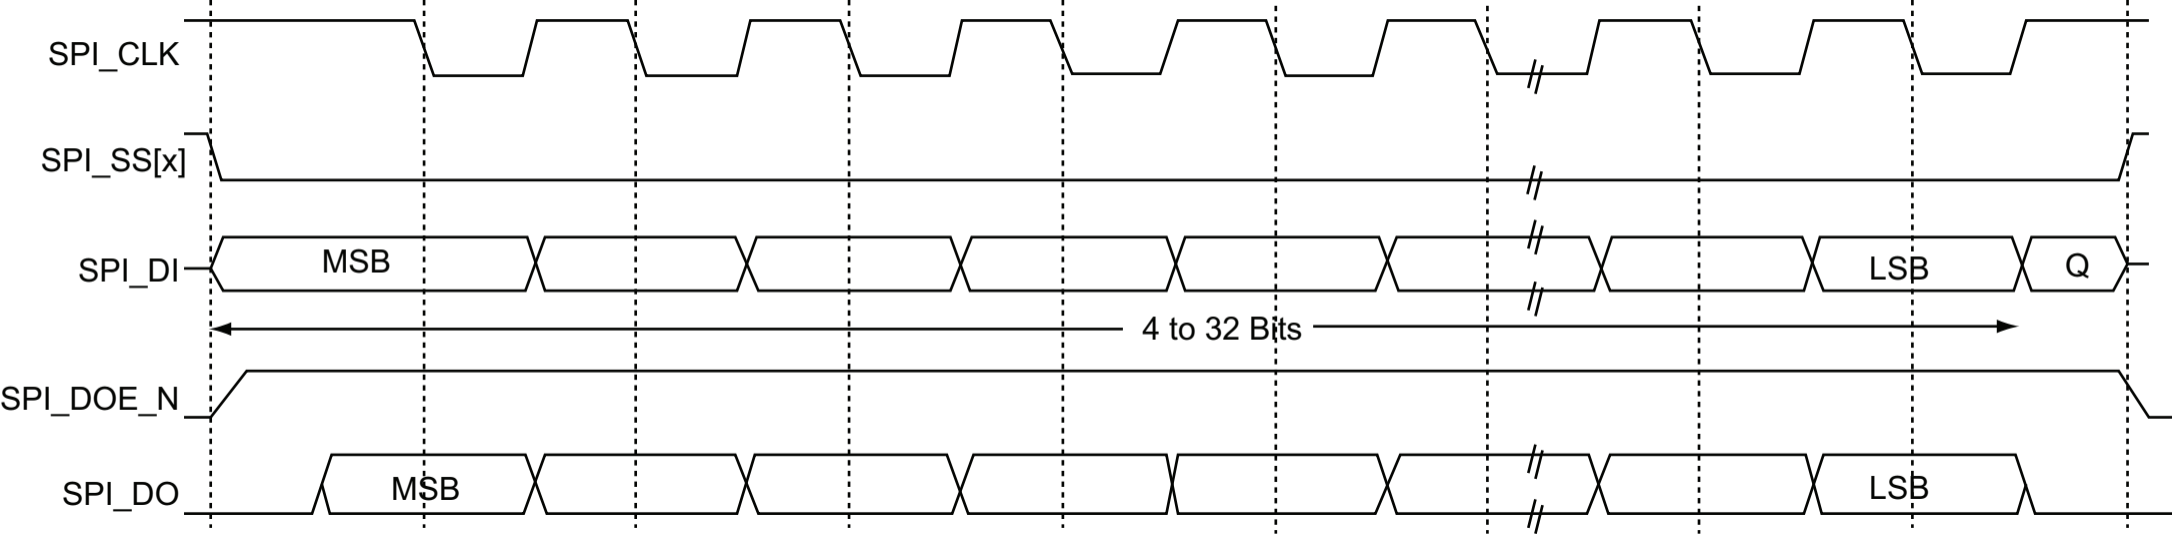 SPI_CLK
SPI_SS[x]
SPI_DI MSB LSB Q
4 to 32 Bits
SPI_DOE_N
SPI_DO MSB LSB